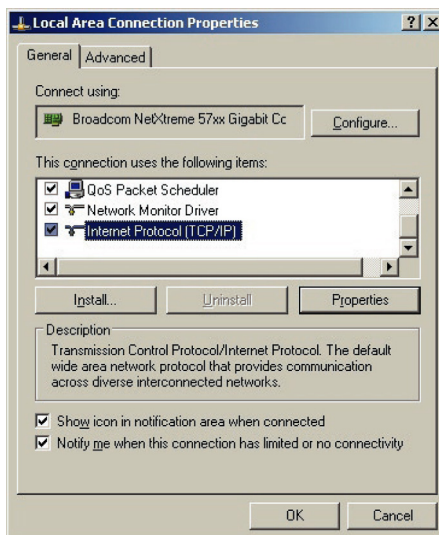 Local Area Connection Properties
General Advanced
Connect using:
Broadcom NetXtreme 57xx Gigabit Cc
Configure...
This connection uses the following items:
QoS Packet Scheduler
Network Monitor Driver
Internet Protocol (TCP/IP)
Install... Uninstall Properties
Description
Transmission Control Protocol/Internet Protocol. The default
wide area network protocol that provides communication
across diverse interconnected networks.
Show icon in notification area when connected
Notify me when this connection has limited or no connectivity
OK Cancel